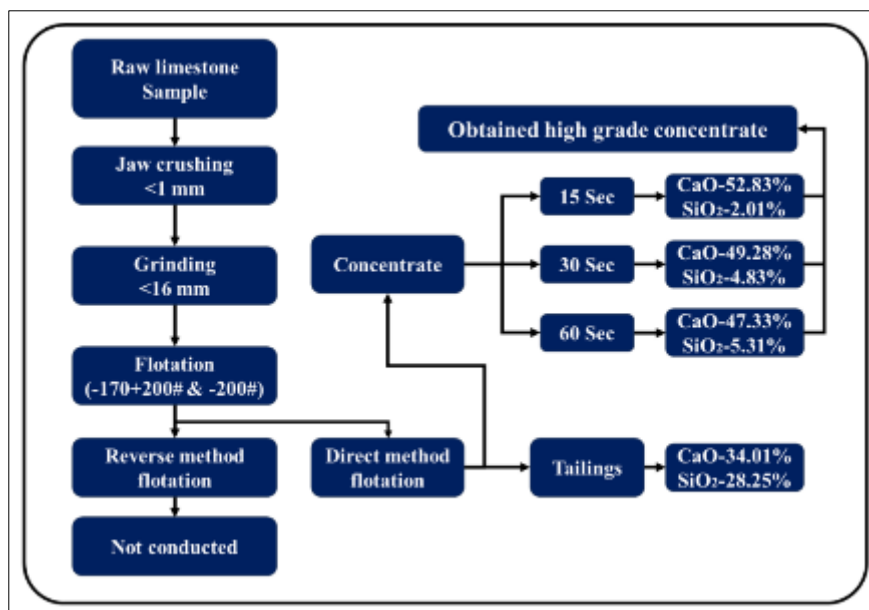 Raw limestone
Sample
Jaw crushing
<1 mm
Grinding
<16 mm
Flotation
(-170+200# & -200#)
Reverse method
flotation
Not conducted
Direct method
flotation
Concentrate
Tailings
CaO-34.01%
SiO₂-28.25%
15 Sec
CaO-52.83%
SiO₂-2.01%
30 Sec
CaO-49.28%
SiO₂-4.83%
60 Sec
CaO-47.33%
SiO₂-5.31%
Obtained high grade concentrate